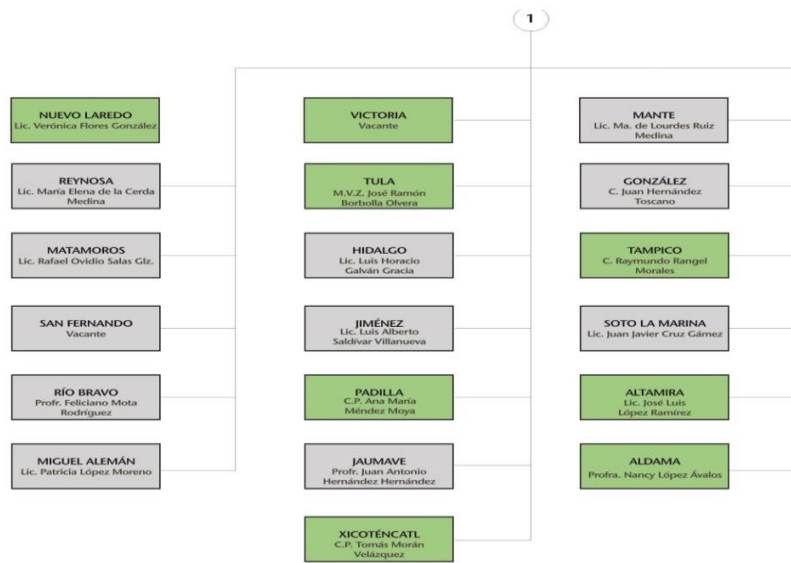 1
NUEVO LAREDO
Lic. Verónica Flores González
REYNOSA
Lic. María Elena de la Cerda
Medina
MATAMOROS
Lic. Rafael Ovidio Salas Glz.
SAN FERNANDO
Vacante
RÍO BRAVO
Profr. Feliciano Mota
Rodríguez
MIGUEL ALEMÁN
Lic. Patricia López Moreno
VICTORIA
Vacante
TULA
M.V.Z. José Ramón
Borbolla Olvera
HIDALGO
Lic. Luis Horacio
Galván Gracia
JIMÉNEZ
Lic. Luis Alberto
Saldívar Villanueva
PADILLA
C.P. Ana María
Méndez Moya
JAUMAVE
Profr. Juan Antonio
Hernández Hernández
XICOTÉNCATL
C.P. Tomás Morán
Velázquez
MANTE
Lic. Ma. de Lourdes Ruiz
Medina
GONZÁLEZ
C. Juan Hernández
Toscano
TAMPICO
C. Raymundo Rangel
Morales
SOTO LA MARINA
Lic. Juan Javier Cruz Gámez
ALTAMIRA
Lic. José Luis
López Ramírez
ALDAMA
Profra. Nancy López Ávalos